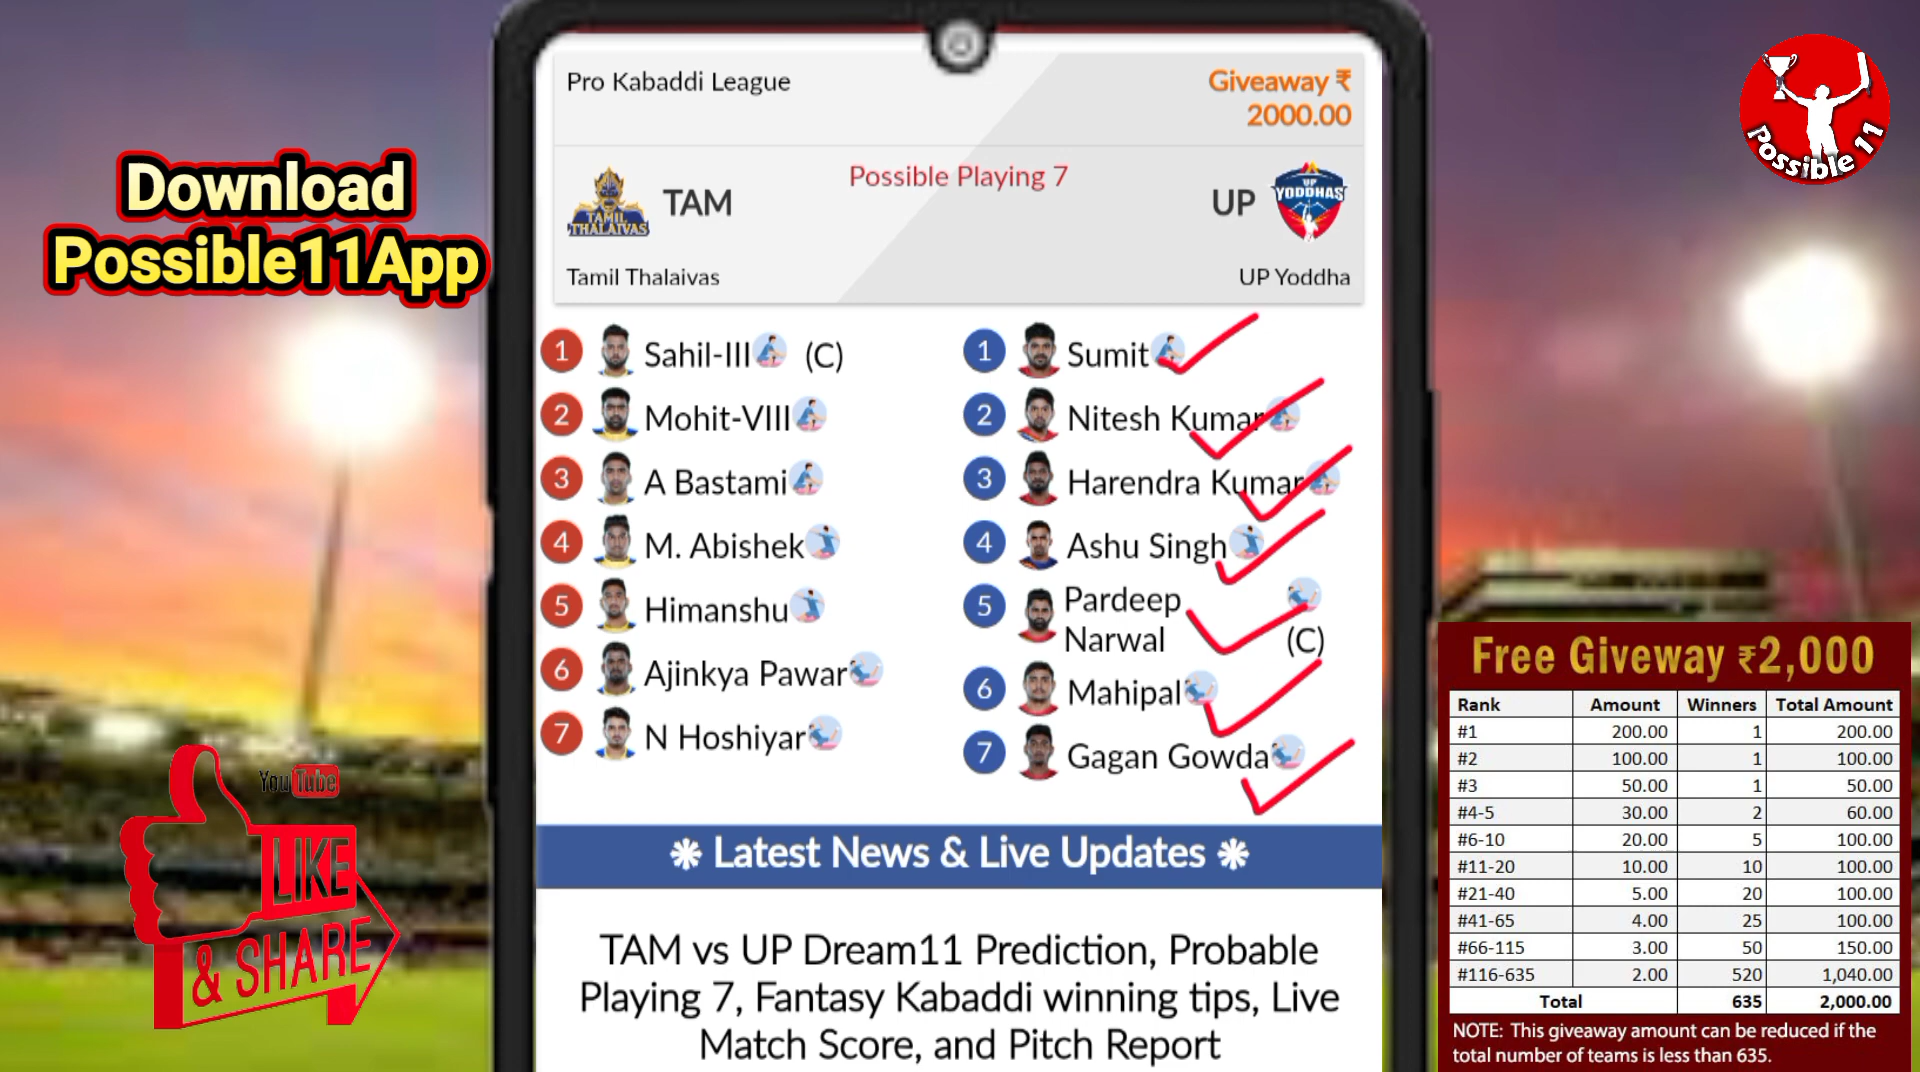 Pro Kabaddi League
Giveaway ₹
2000.00
Possible 11
Download
Possible11App
Possible Playing 7
TAMIL
THALAIVAS
TAM
UP
UP
YODDHAS
Tamil Thalaivas
UP Yoddha
1 Sahil-III (C)
2 Mohit-VIII
3 A Bastami
4 M. Abishek
5 Himanshu
6 Ajinkya Pawar
7 N Hoshiyar
1 Sumit
2 Nitesh Kumar
3 Harendra Kumar
4 Ashu Singh
5 Pardeep
Narwal (C)
6 Mahipal
7 Gagan Gowda
YouTube
LIKE
& SHARE
Latest News & Live Updates
TAM vs UP Dream11 Prediction, Probable
Playing 7, Fantasy Kabaddi winning tips, Live
Match Score, and Pitch Report
Free Giveway ₹2,000
Rank Amount Winners Total Amount
#1 200.00 1 200.00
#2 100.00 1 100.00
#3 50.00 1 50.00
#4-5 30.00 2 60.00
#6-10 20.00 5 100.00
#11-20 10.00 10 100.00
#21-40 5.00 20 100.00
#41-65 4.00 25 100.00
#66-115 3.00 50 150.00
#116-635 2.00 520 1,040.00
Total 635 2,000.00
NOTE: This giveaway amount can be reduced if the
total number of teams is less than 635.